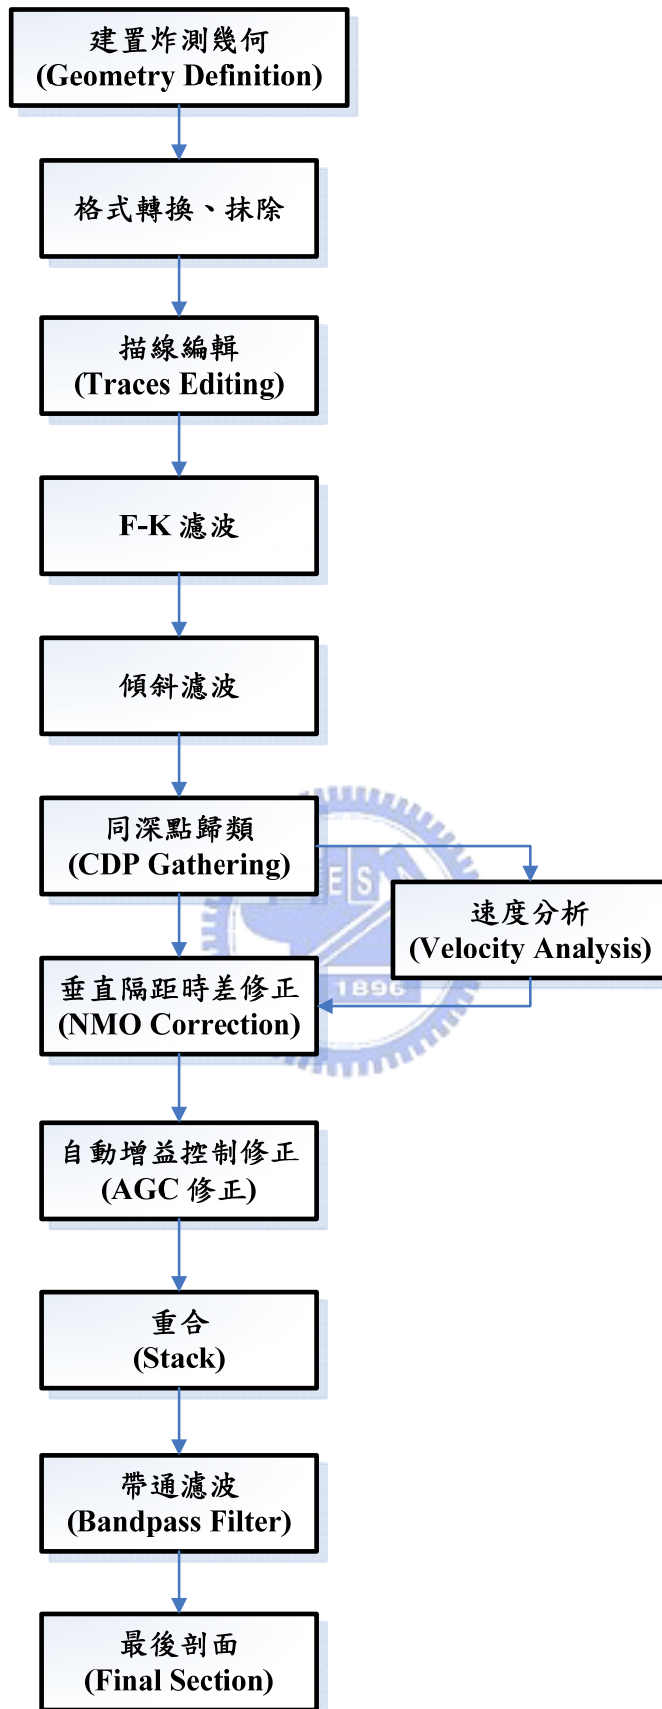 建置炸測幾何
(Geometry Definition)
格式轉換、抹除
描線編輯
(Traces Editing)
F-K 濾波
傾斜濾波
同深點歸類
(CDP Gathering)
E S
速度分析
(Velocity Analysis)
垂直隔距時差修正
(NMO Correction)
1896
自動增益控制修正
(AGC 修正)
重合
(Stack)
帶通濾波
(Bandpass Filter)
最後剖面
(Final Section)